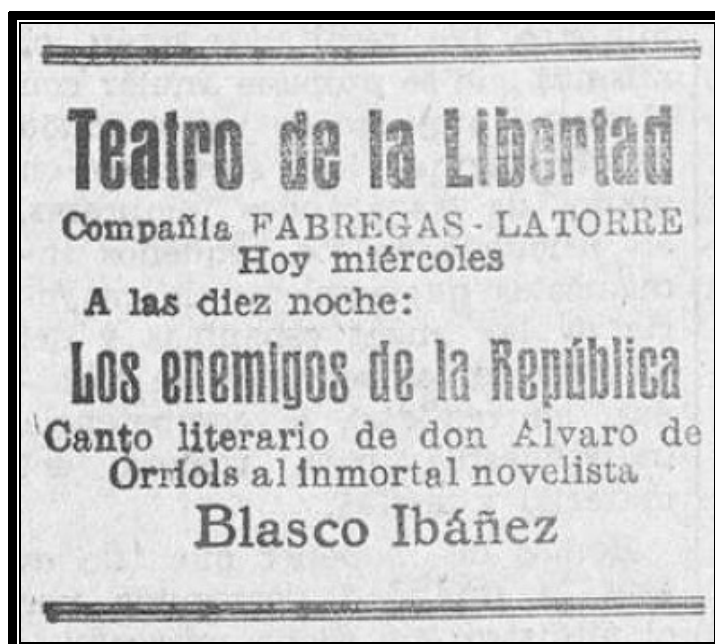 Teatro de la Libertad
Compañía FABREGAS - LATORRE
Hoy miércoles
A las diez noche:
Los enemigos de la República
Canto literario de don Alvaro de
Orriols al inmortal novelista
Blasco Ibáñez